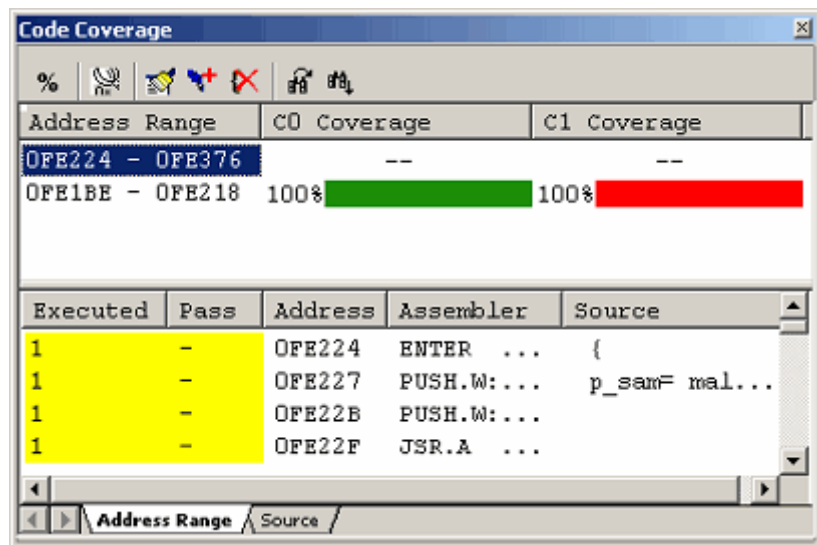 Code Coverage
%
Address Range C0 Coverage C1 Coverage
0FE224 - 0FE376 -- --
0FE1BE - 0FE218 100% 100%
Executed Pass Address Assembler Source
1 - 0FE224 ENTER ... {
1 - 0FE227 PUSH.W:... p_sam= mal...
1 - 0FE22B PUSH.W:...
1 - 0FE22F JSR.A ...
Address Range Source